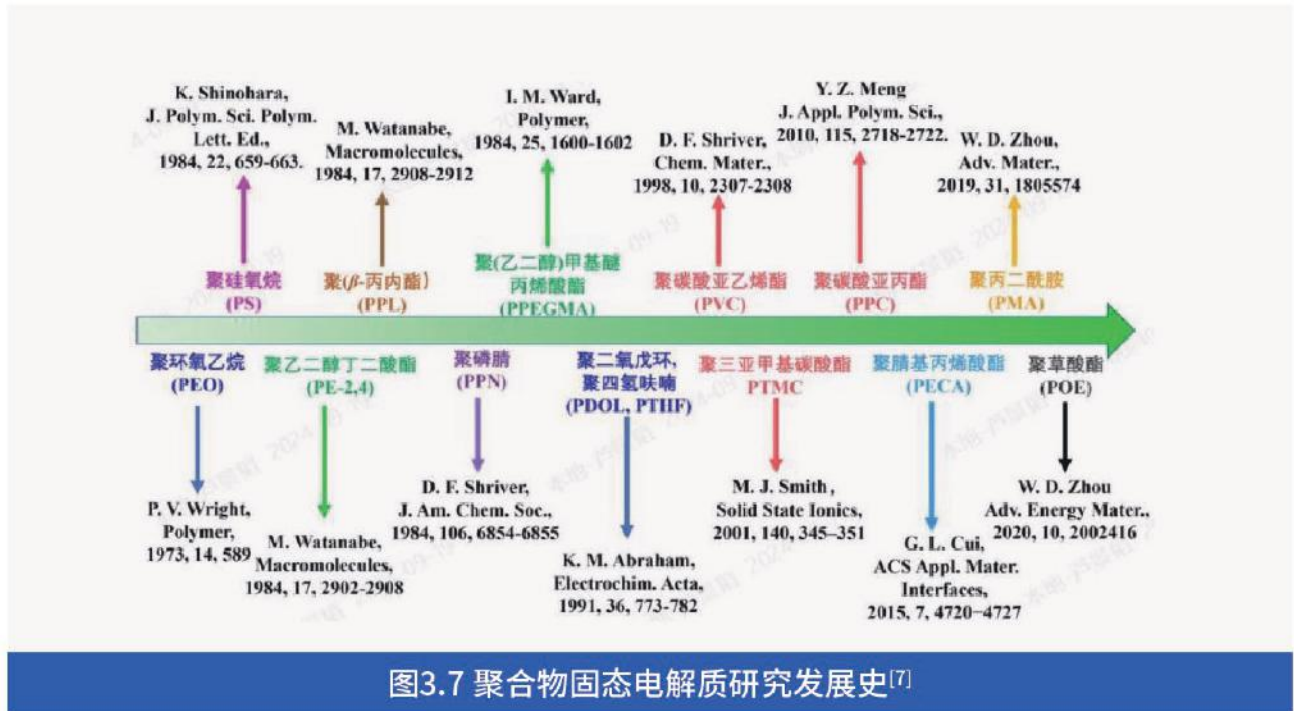 K. Shinohara,
J. Polym. Sci. Polym.
Lett. Ed.,
1984, 22, 659-663.
M. Watanabe,
Macromolecules,
1984, 17, 2908-2912
I. M. Ward,
Polymer,
1984, 25, 1600-1602
D. F. Shriver,
Chem. Mater.,
1998, 10, 2307-2308
Y. Z. Meng
J. Appl. Polym. Sci.,
2010, 115, 2718-2722.
W. D. Zhou,
Adv. Mater.,
2019, 31, 1805574
聚硅氧烷
(PS)
聚(β-丙内酯)
(PPL)
聚(乙二醇)甲基醚
丙烯酸酯
(PPEGMA)
聚碳酸亚乙烯酯
(PVC)
聚碳酸亚丙酯
(PPC)
聚丙二酰胺
(PMA)
聚环氧乙烷
(PEO)
聚乙二醇丁二酸酯
(PE-2,4)
聚磷腈
(PPN)
聚二氧戊环,
聚四氢呋喃
(PDOL, PTHF)
聚三亚甲基碳酸酯
PTMC
聚腈基丙烯酸酯
(PECA)
聚草酸酯
(POE)
P. V. Wright,
Polymer,
1973, 14, 589
M. Watanabe,
Macromolecules,
1984, 17, 2902-2908
D. F. Shriver,
J. Am. Chem. Soc.,
1984, 106, 6854-6855
K. M. Abraham,
Electrochim. Acta,
1991, 36, 773-782
M. J. Smith,
Solid State Ionics,
2001, 140, 345–351
G. L. Cui,
ACS Appl. Mater.
Interfaces,
2015, 7, 4720−4727
W. D. Zhou
Adv. Energy Mater.,
2020, 10, 2002416
图3.7 聚合物固态电解质研究发展史[7]